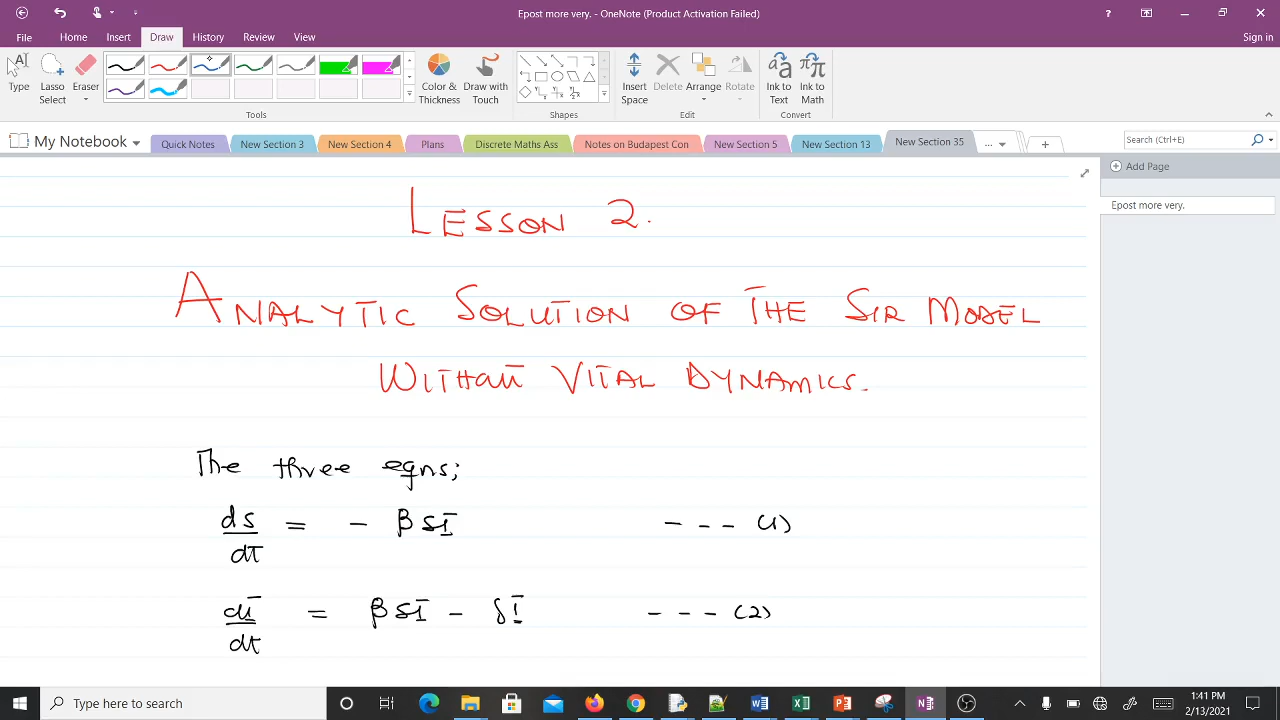 Epost more very. - OneNote (Product Activation Failed)
File Home Insert Draw History Review View Sign in
Type Lasso Select Eraser Color & Thickness Draw with Touch Insert Space Delete Arrange Rotate Ink to Text Ink to Math
Tools Shapes Edit Convert
My Notebook Quick Notes New Section 3 New Section 4 Plans Discrete Maths Ass Notes on Budapest Con New Section 5 New Section 13 New Section 35 ... Search (Ctrl+E)
Add Page
Epost more very.
LESSON 2.
ANALYTIC SOLUTION OF THE SIR MODEL
WITHOUT VITAL DYNAMICS.
The three eqns;
ds/dt = - βSI --- (1)
dI/dt = βSI - γI --- (2)
Type here to search
1:41 PM
2/13/2021